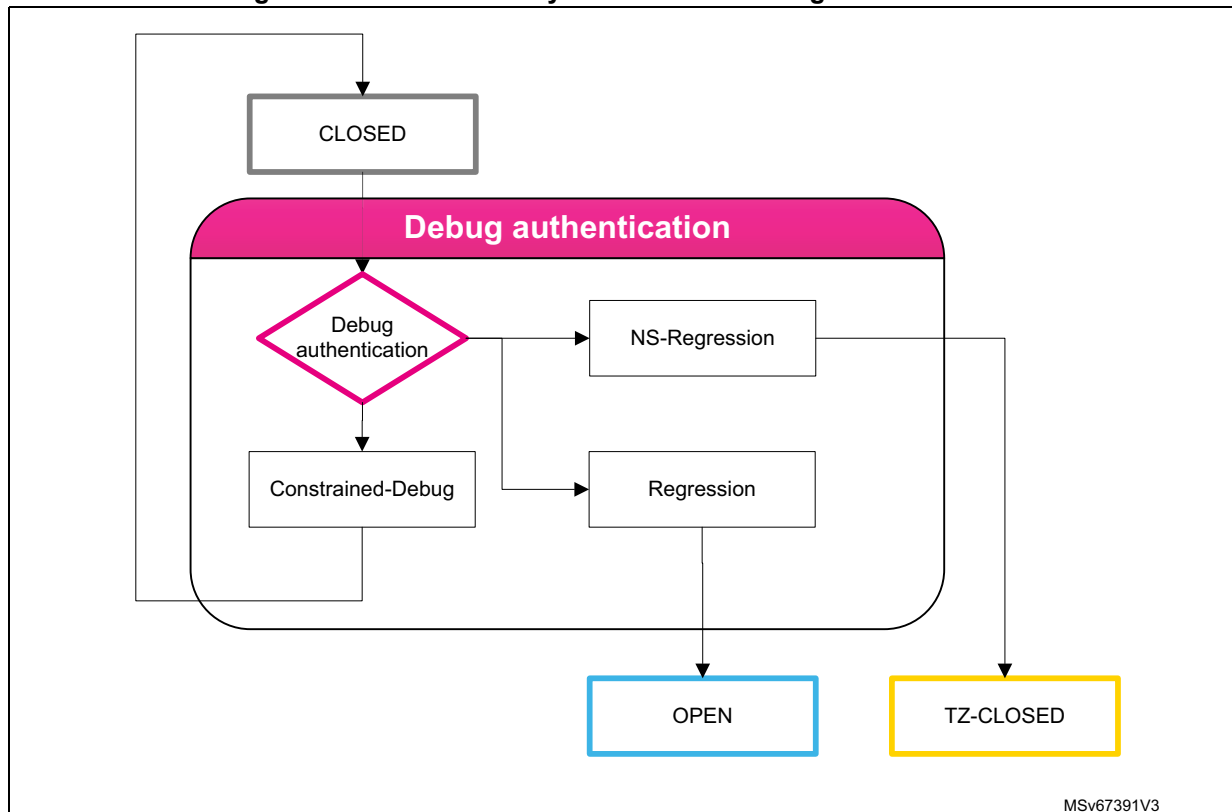 CLOSED
Debug authentication
Debug
authentication
NS-Regression
Constrained-Debug
Regression
OPEN
TZ-CLOSED
MSv67391V3